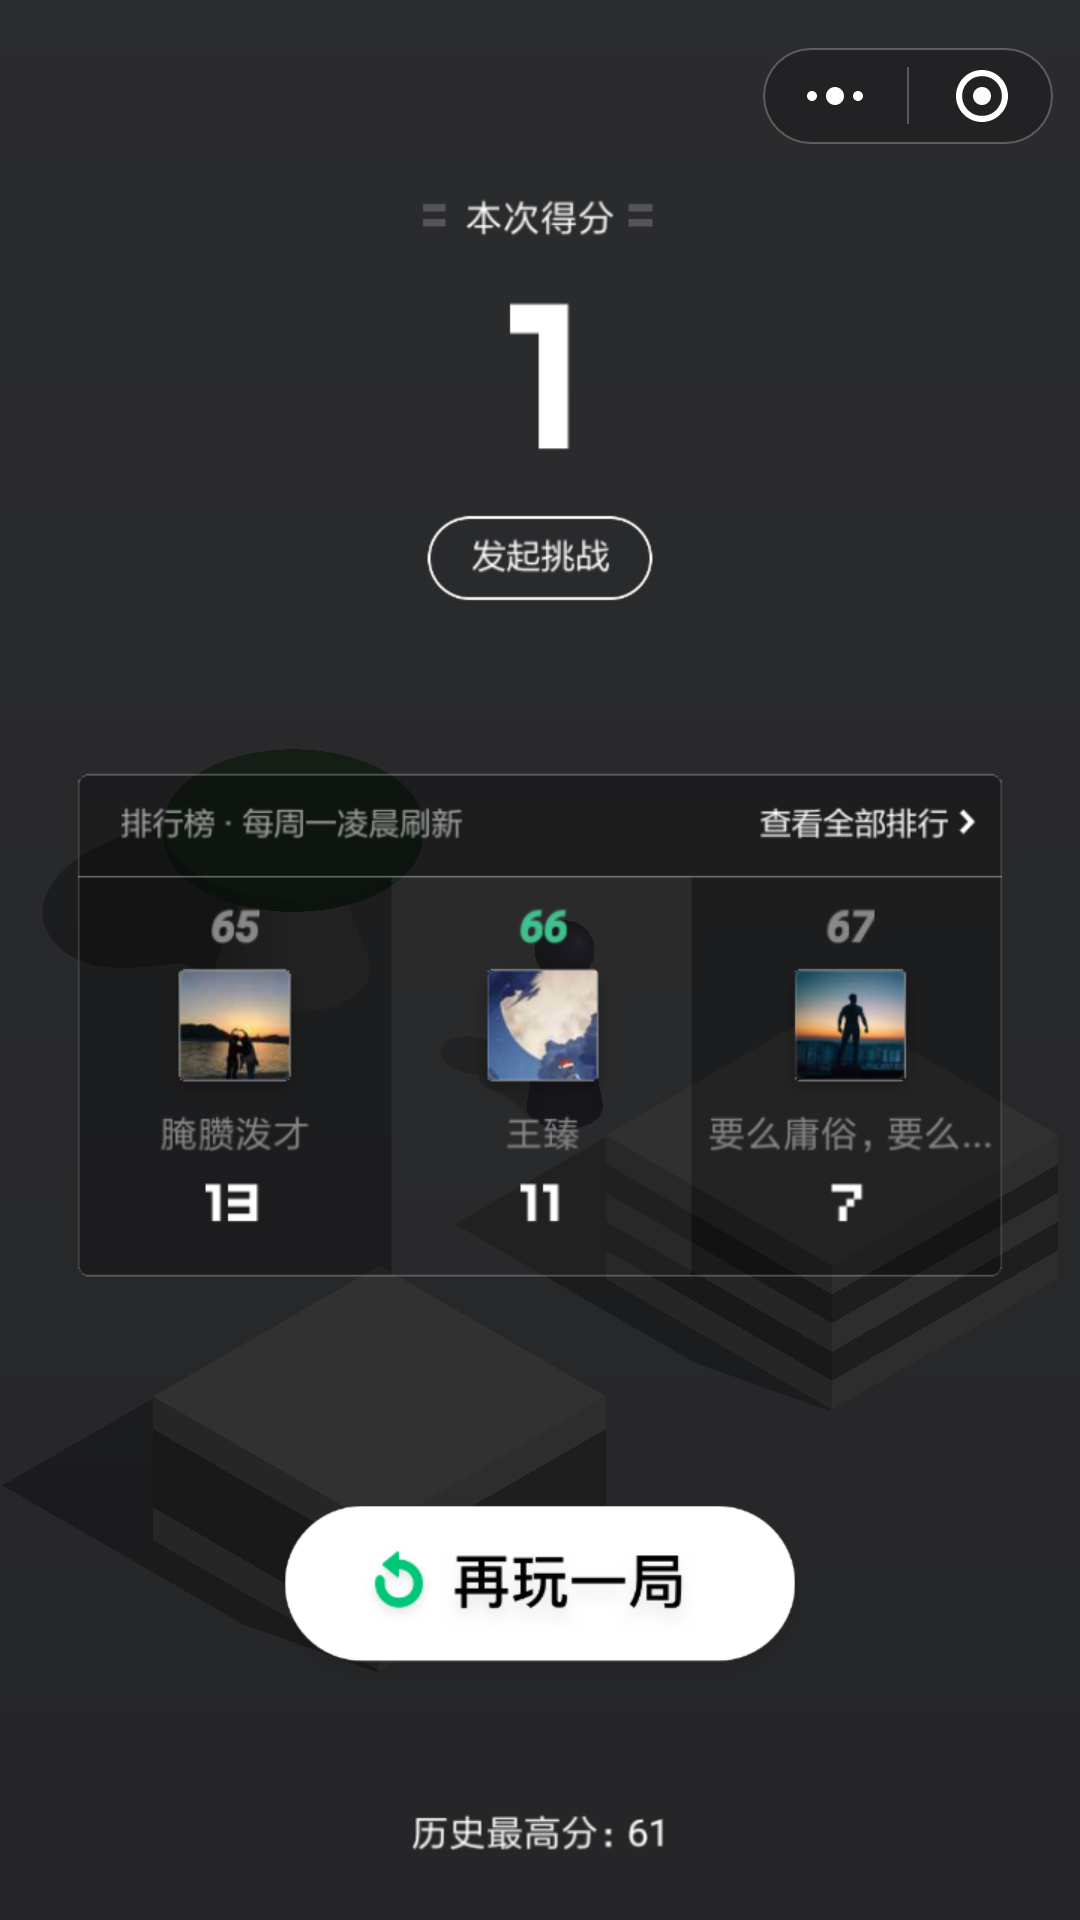 本次得分
1
发起挑战
排行榜 · 每周一凌晨刷新
查看全部排行
65
66
67
腌臜泼才
王臻
要么庸俗，要么...
13
11
7
再玩一局
历史最高分：61